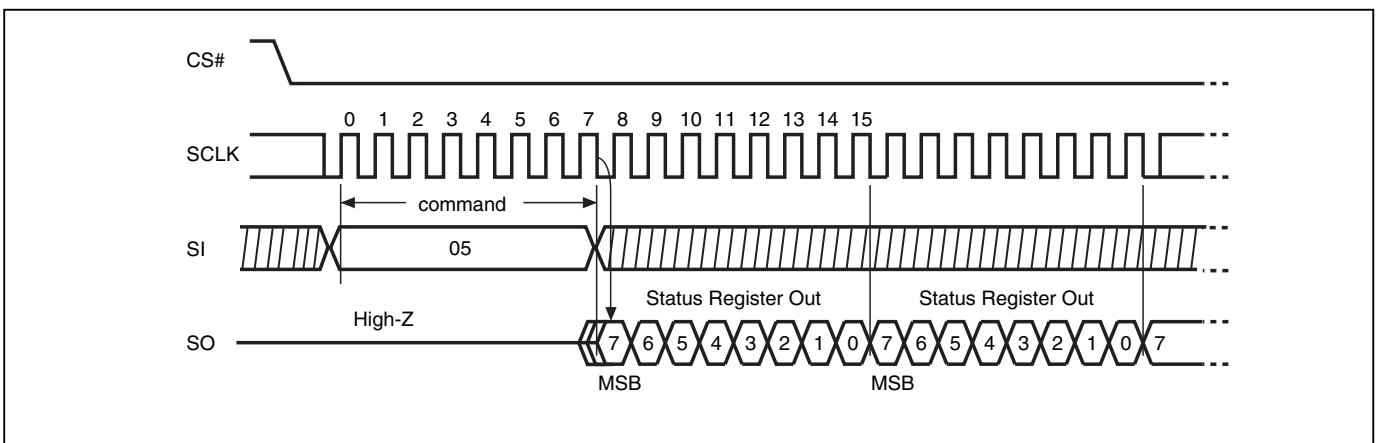 CS#
0 1 2 3 4 5 6 7 8 9 10 11 12 13 14 15
SCLK
command
SI 05
Status Register Out Status Register Out
High-Z
SO 7 6 5 4 3 2 1 0 7 6 5 4 3 2 1 0 7
MSB MSB